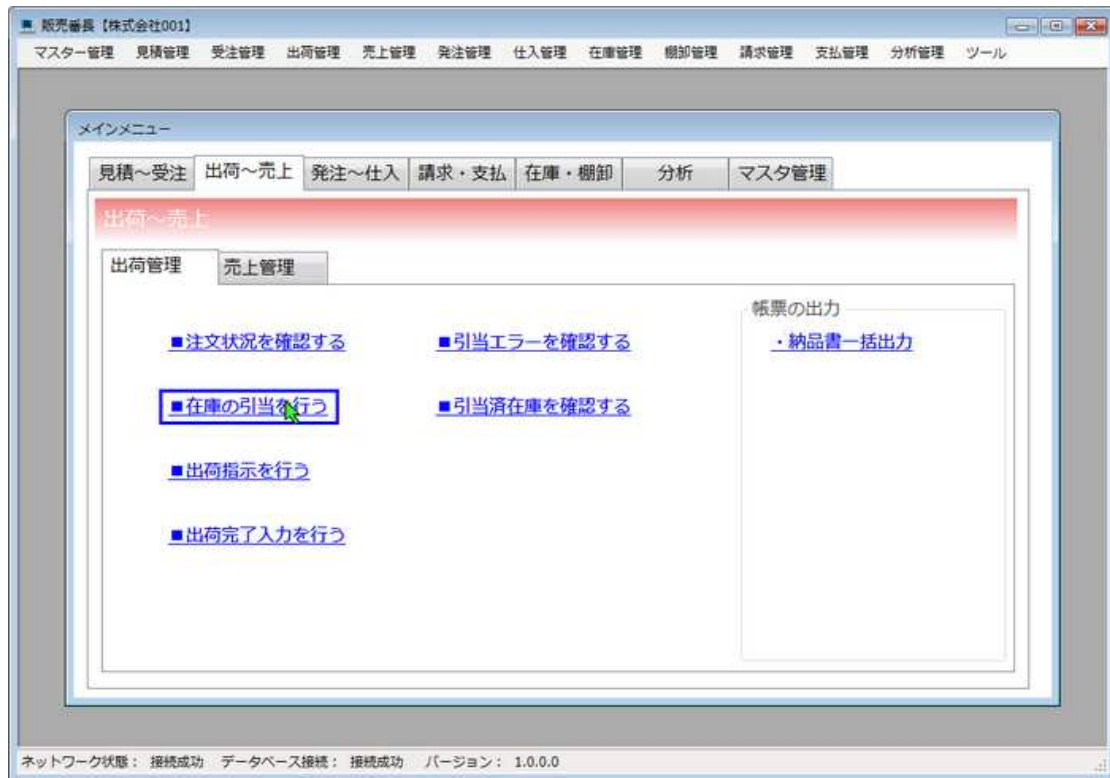 販売番長【株式会社001】
マスター管理 見積管理 受注管理 出荷管理 売上管理 発注管理 仕入管理 在庫管理 棚卸管理 請求管理 支払管理 分析管理 ツール
メインメニュー
見積～受注 出荷～売上 発注～仕入 請求・支払 在庫・棚卸 分析 マスタ管理
出荷～売上
出荷管理 売上管理
帳票の出力
■注文状況を確認する ■引当エラーを確認する ・納品書一括出力
■在庫の引当を行う ■引当済在庫を確認する
■出荷指示を行う
■出荷完了入力を行う
ネットワーク状態： 接続成功 データベース接続： 接続成功 バージョン： 1.0.0.0